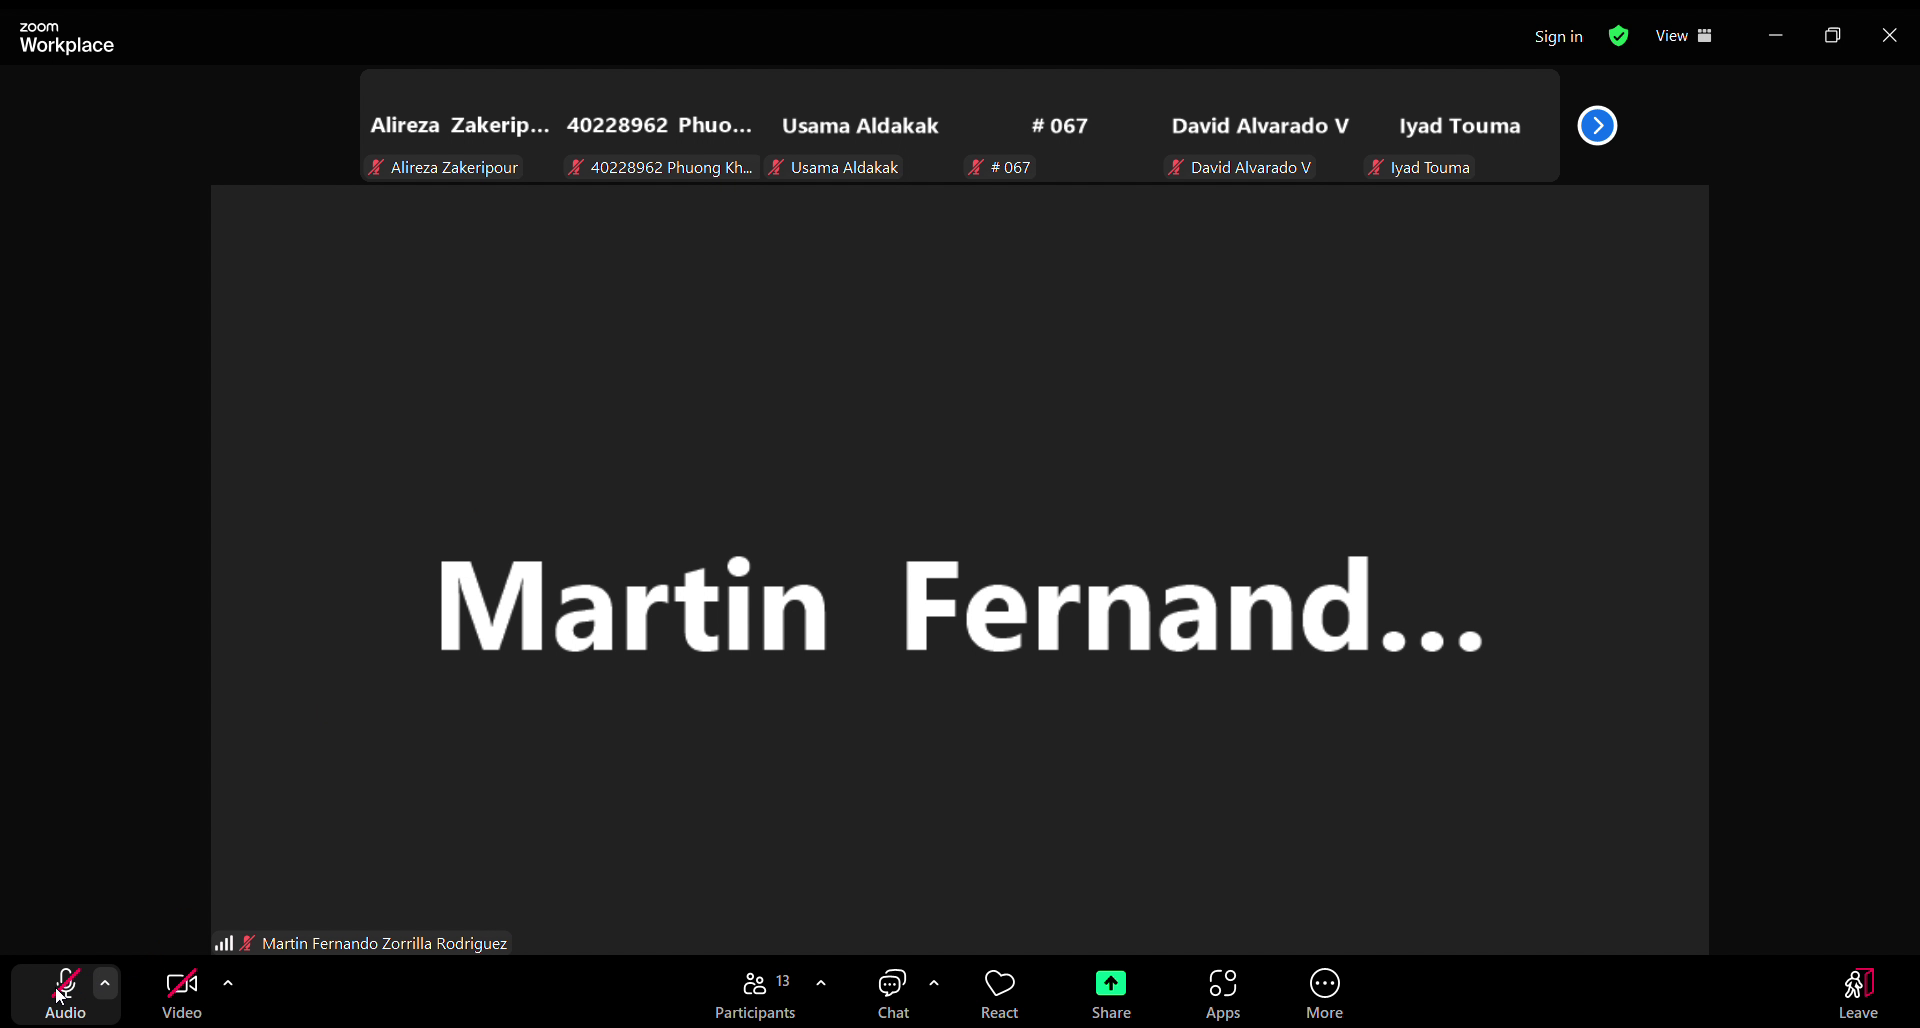 zoom
Workplace
Sign in
View
Alireza Zakerip...
40228962 Phuo...
Usama Aldakak
# 067
David Alvarado V
Iyad Touma
Alireza Zakeripour
40228962 Phuong Kh...
Usama Aldakak
# 067
David Alvarado V
Iyad Touma
Martin Fernand...
Martin Fernando Zorrilla Rodriguez
Audio
Video
13
Participants
Chat
React
Share
Apps
More
Leave